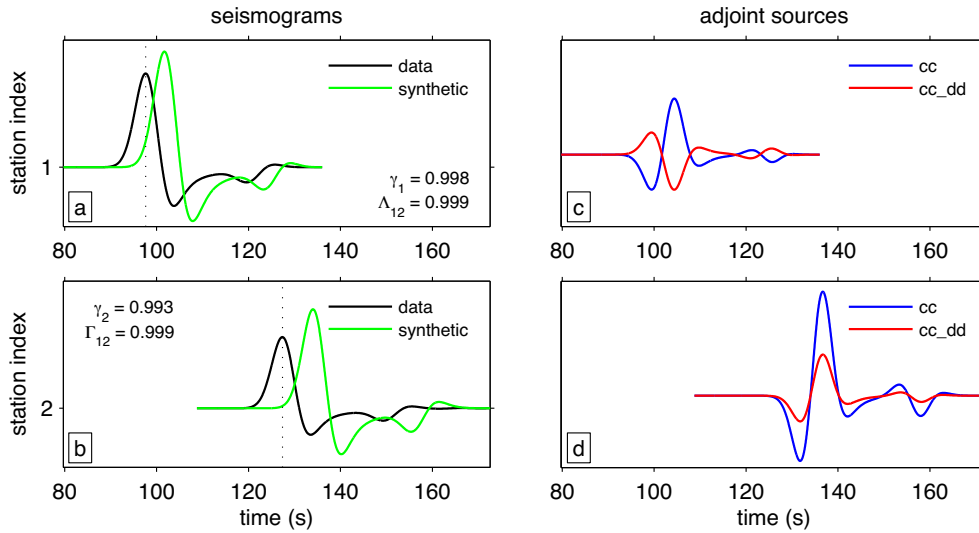 seismograms
adjoint sources
station index
1
data
synthetic
γ1 = 0.998
Λ12 = 0.999
a
80 100 120 140 160
cc
cc_dd
c
80 100 120 140 160
station index
2
γ2 = 0.993
Γ12 = 0.999
data
synthetic
b
80 100 120 140 160
time (s)
cc
cc_dd
d
80 100 120 140 160
time (s)